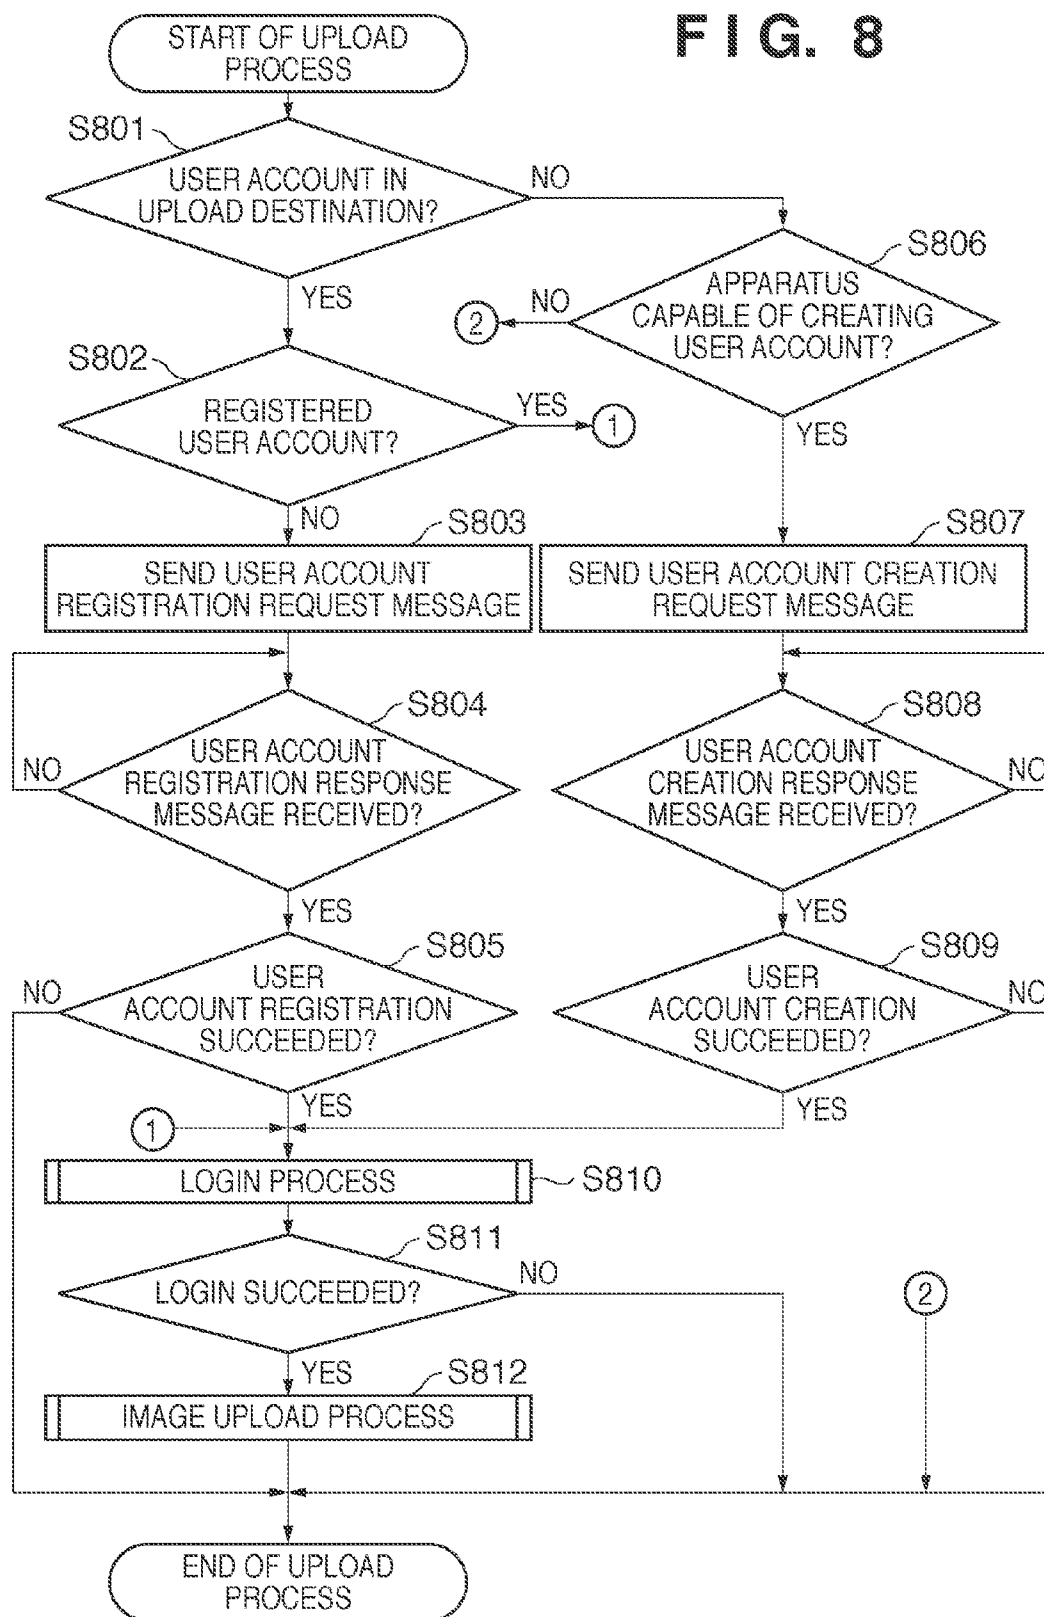 FIG. 8
START OF UPLOAD
PROCESS
S801
USER ACCOUNT IN
UPLOAD DESTINATION?
NO
YES
S806
APPARATUS
CAPABLE OF CREATING
USER ACCOUNT?
NO
2
YES
S802
REGISTERED
USER ACCOUNT?
YES
1
NO
S803
SEND USER ACCOUNT
REGISTRATION REQUEST MESSAGE
S807
SEND USER ACCOUNT CREATION
REQUEST MESSAGE
S804
USER ACCOUNT
REGISTRATION RESPONSE
MESSAGE RECEIVED?
NO
YES
S808
USER ACCOUNT
CREATION RESPONSE
MESSAGE RECEIVED?
NO
YES
S805
USER
ACCOUNT REGISTRATION
SUCCEEDED?
NO
YES
S809
USER
ACCOUNT CREATION
SUCCEEDED?
NO
YES
1
LOGIN PROCESS
S810
S811
LOGIN SUCCEEDED?
NO
YES
2
S812
IMAGE UPLOAD PROCESS
END OF UPLOAD
PROCESS